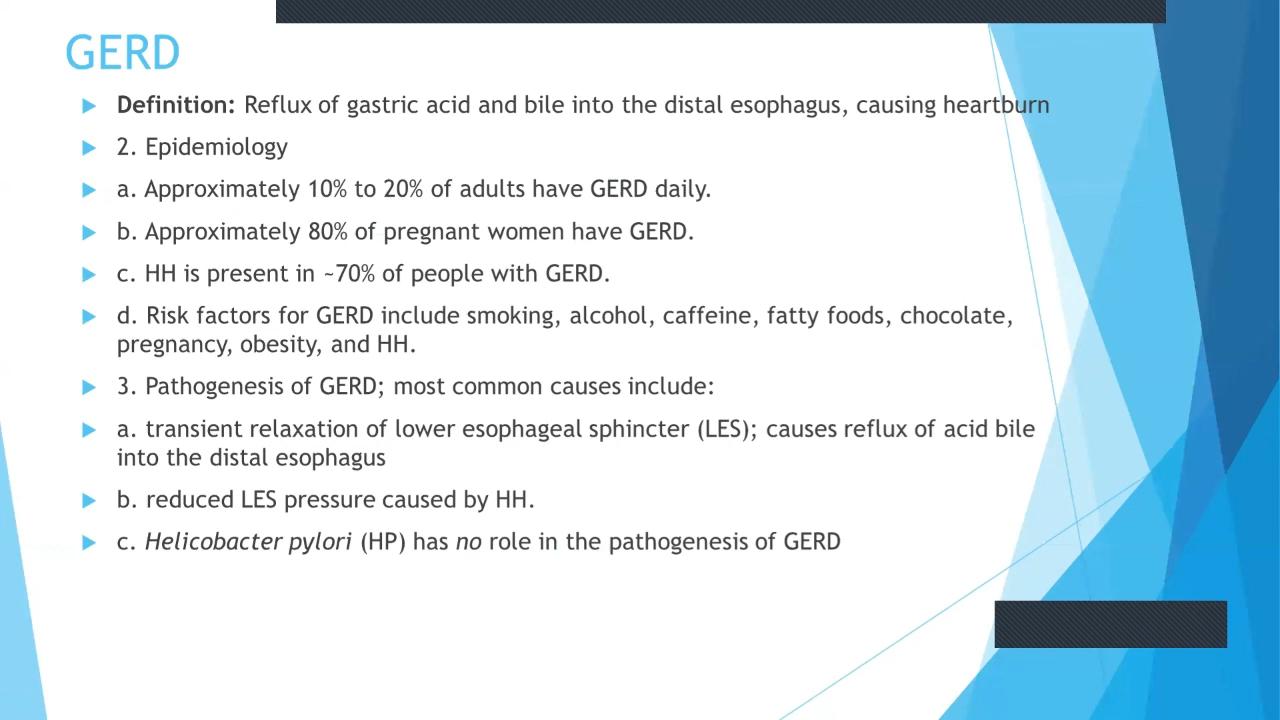 GERD
Definition: Reflux of gastric acid and bile into the distal esophagus, causing heartburn
2. Epidemiology
a. Approximately 10% to 20% of adults have GERD daily.
b. Approximately 80% of pregnant women have GERD.
c. HH is present in ~70% of people with GERD.
d. Risk factors for GERD include smoking, alcohol, caffeine, fatty foods, chocolate,
pregnancy, obesity, and HH.
3. Pathogenesis of GERD; most common causes include:
a. transient relaxation of lower esophageal sphincter (LES); causes reflux of acid bile
into the distal esophagus
b. reduced LES pressure caused by HH.
c. Helicobacter pylori (HP) has no role in the pathogenesis of GERD